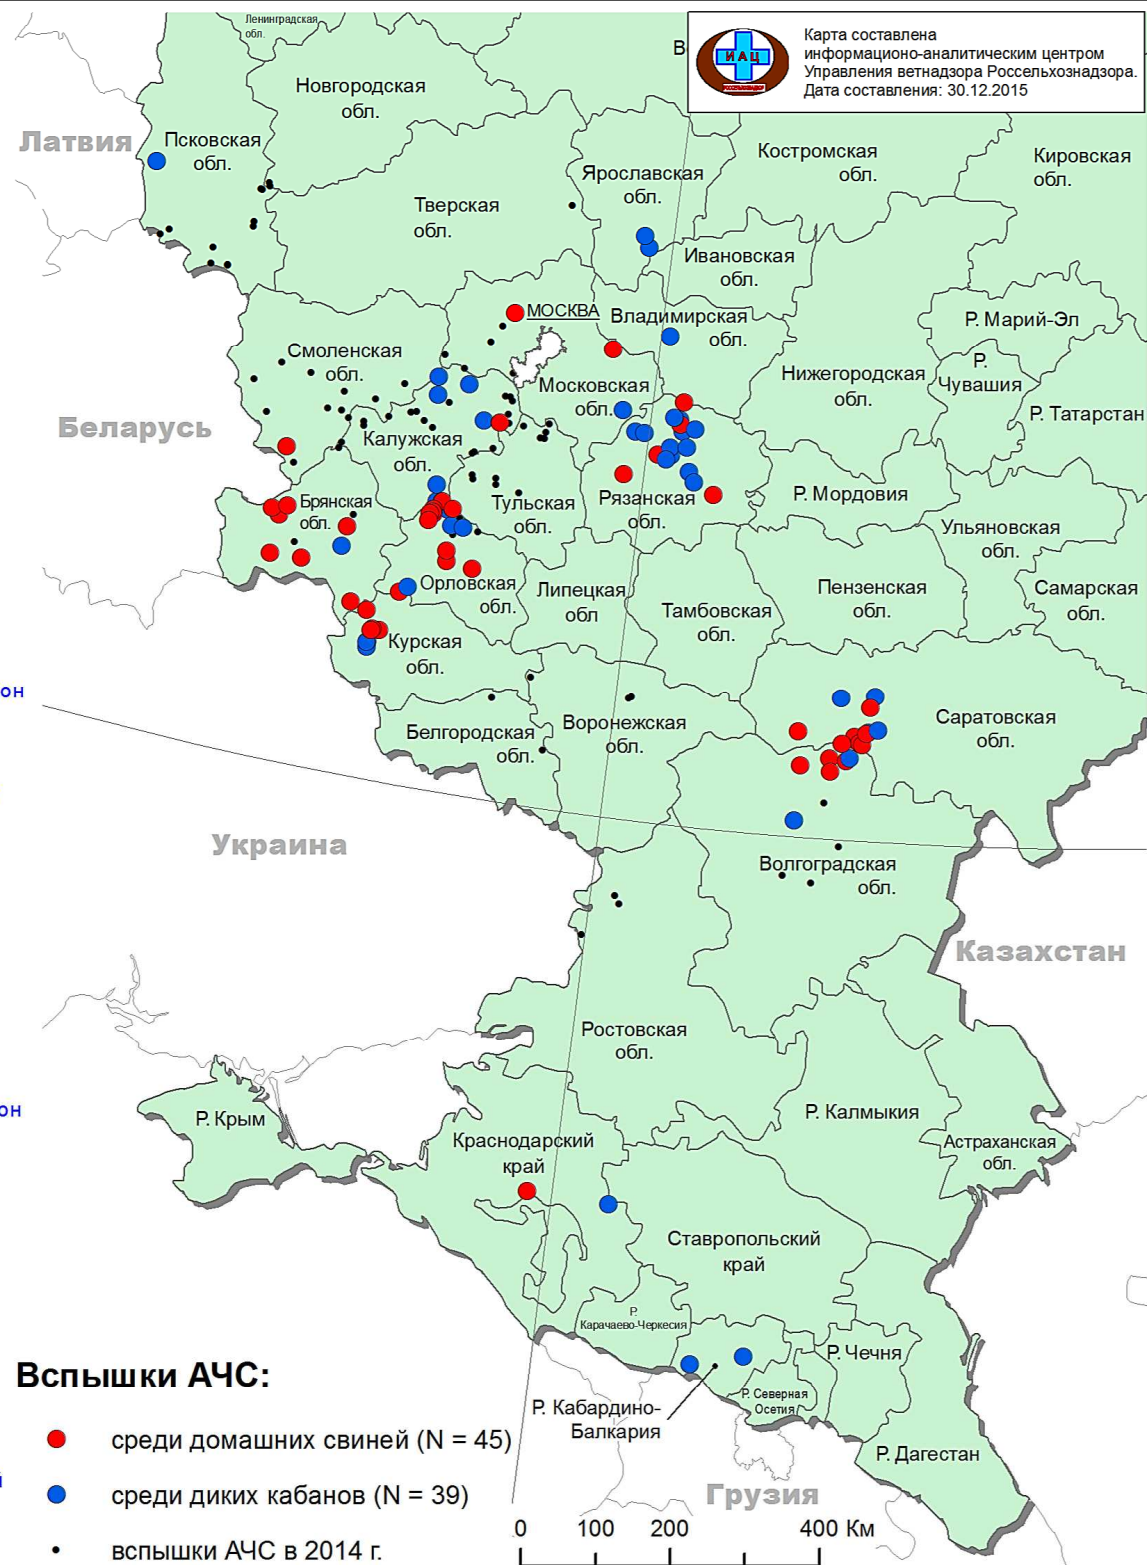 Ленинградская
обл.
В
ИАЦ
Карта составлена
информационо-аналитическим центром
Управления ветнадзора Россельхознадзора.
Дата составления: 30.12.2015
Новгородская
обл.
Латвия
Псковская
обл.
Костромская
обл.
Кировская
обл.
Ярославская
обл.
Тверская
обл.
Ивановская
обл.
МОСКВА
Владимирская
обл.
Р. Марий-Эл
Смоленская
обл.
Р.
Чувашия
Нижегородская
обл.
Московская
обл.
Р. Татарстан
Беларусь
Калужская
обл.
Брянская
обл.
Тульская
обл.
Рязанская
обл.
Р. Мордовия
Ульяновская
обл.
Орловская
обл.
Липецкая
обл
Тамбовская
обл.
Пензенская
обл.
Самарская
обл.
Курская
обл.
он
Белгородская
обл.
Воронежская
обл.
Саратовская
обл.
Украина
Волгоградская
обл.
Казахстан
Ростовская
обл.
он
Р. Крым
Р. Калмыкия
Краснодарский
край
Астраханская
обл.
Ставропольский
край
Р.
Карачаево-Черкесия
Р. Чечня
Р. Северная
Осетия
Р. Кабардино-
Балкария
Р. Дагестан
Грузия
Вспышки АЧС:
среди домашних свиней (N = 45)
среди диких кабанов (N = 39)
вспышки АЧС в 2014 г.
0 100 200 400 Км